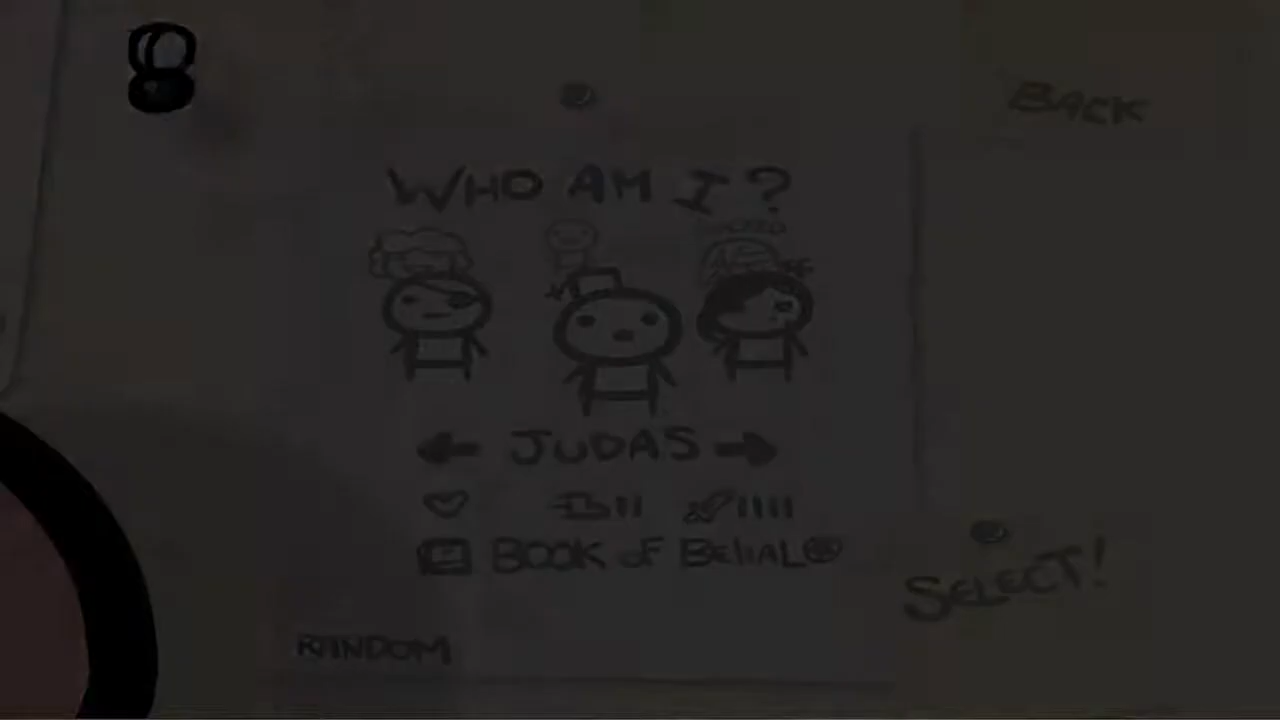 BACK
WHO AM I?
JUDAS
BOOK OF BELIAL
SELECT!
RANDOM